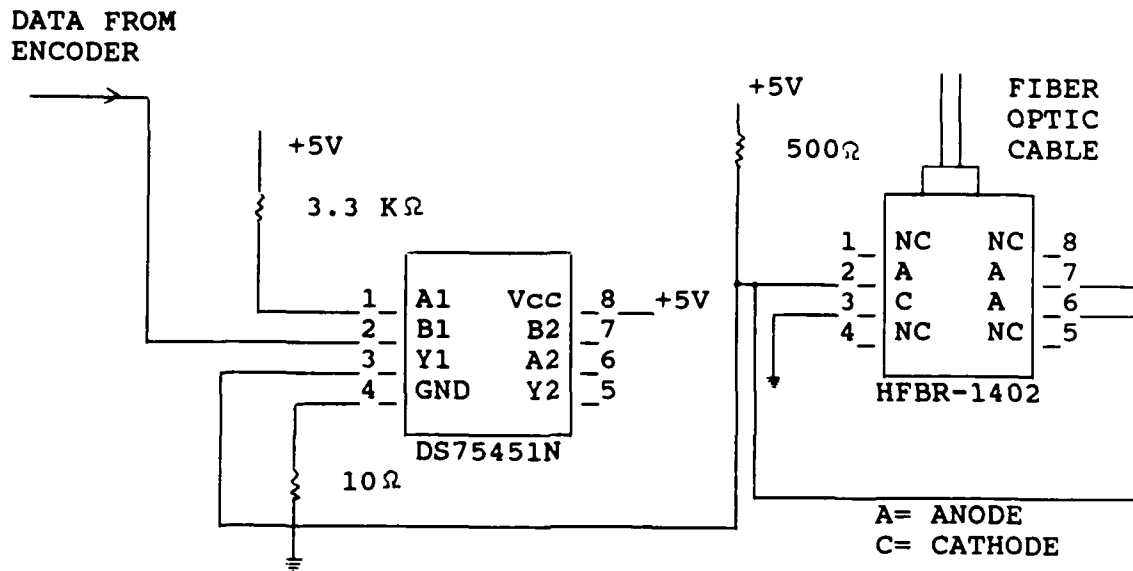 DATA FROM
ENCODER
+5V
3.3 KΩ
1 A1 Vcc 8 +5V
2 B1 B2 7
3 Y1 A2 6
4 GND Y2 5
DS75451N
10Ω
+5V
500Ω
FIBER
OPTIC
CABLE
1 NC NC 8
2 A A 7
3 C A 6
4 NC NC 5
HFBR-1402
A= ANODE
C= CATHODE